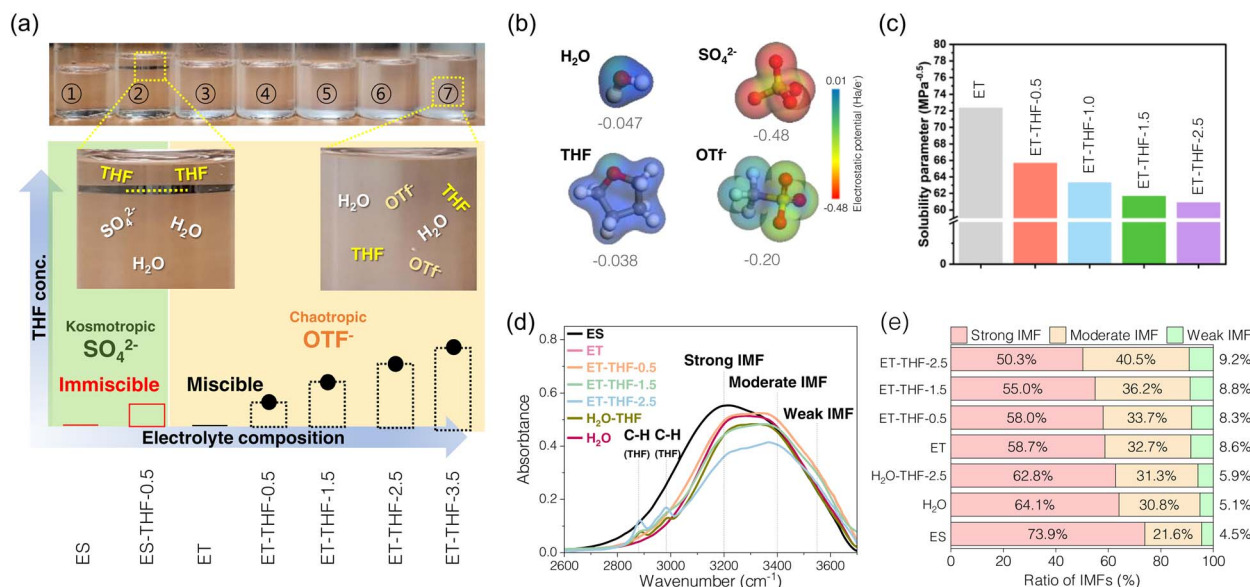 (a)
① ② ③ ④ ⑤ ⑥ ⑦
THF THF
SO₄²⁻ H₂O
H₂O
H₂O OTf⁻ THF
H₂O
THF OTf⁻
THF conc.
Kosmotropic
SO₄²⁻
Immiscible
Chaotropic
OTF⁻
Miscible
Electrolyte composition
ES
ES-THF-0.5
ET
ET-THF-0.5
ET-THF-1.5
ET-THF-2.5
ET-THF-3.5
(b)
H₂O
-0.047
SO₄²⁻
-0.48
THF
-0.038
OTf⁻
-0.20
0.01
Electrostatic potential (Ha/e)
-0.48
(c)
Solubility parameter (MPa⁻⁰·⁵)
80
78
76
74
72
70
68
66
64
62
60
0
ET
ET-THF-0.5
ET-THF-1.0
ET-THF-1.5
ET-THF-2.5
(d)
Absorbtance
0.8
0.6
0.4
0.2
0.0
ES
ET
ET-THF-0.5
ET-THF-1.5
ET-THF-2.5
H₂O-THF
H₂O
Strong IMF
Moderate IMF
Weak IMF
C-H C-H
(THF) (THF)
2600 3000 3400
Wavenumber (cm⁻¹)
(e)
Strong IMF Moderate IMF Weak IMF
ET-THF-2.5 50.3% 40.5% 9.2%
ET-THF-1.5 55.0% 36.2% 8.8%
ET-THF-0.5 58.0% 33.7% 8.3%
ET 58.7% 32.7% 8.6%
H₂O-THF-2.5 62.8% 31.3% 5.9%
H₂O 64.1% 30.8% 5.1%
ES 73.9% 21.6% 4.5%
0 20 40 60 80 100
Ratio of IMFs (%)